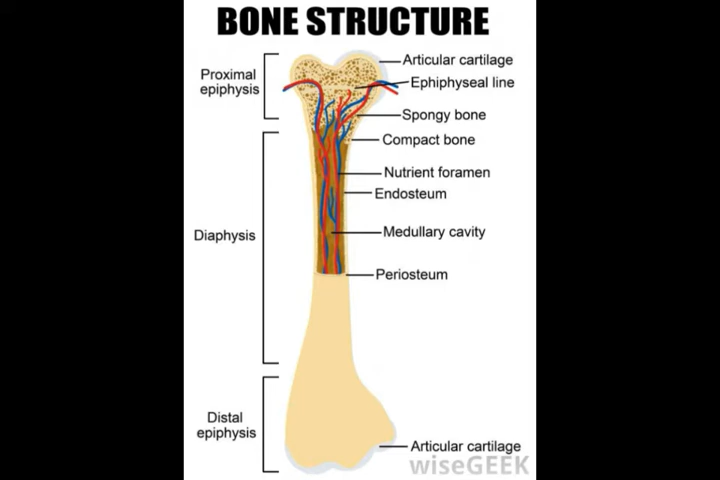 BONE STRUCTURE
Articular cartilage
Proximal
epiphysis
Ephiphyseal line
Spongy bone
Compact bone
Nutrient foramen
Endosteum
Diaphysis
Medullary cavity
Periosteum
Distal
epiphysis
Articular cartilage
wiseGEEK